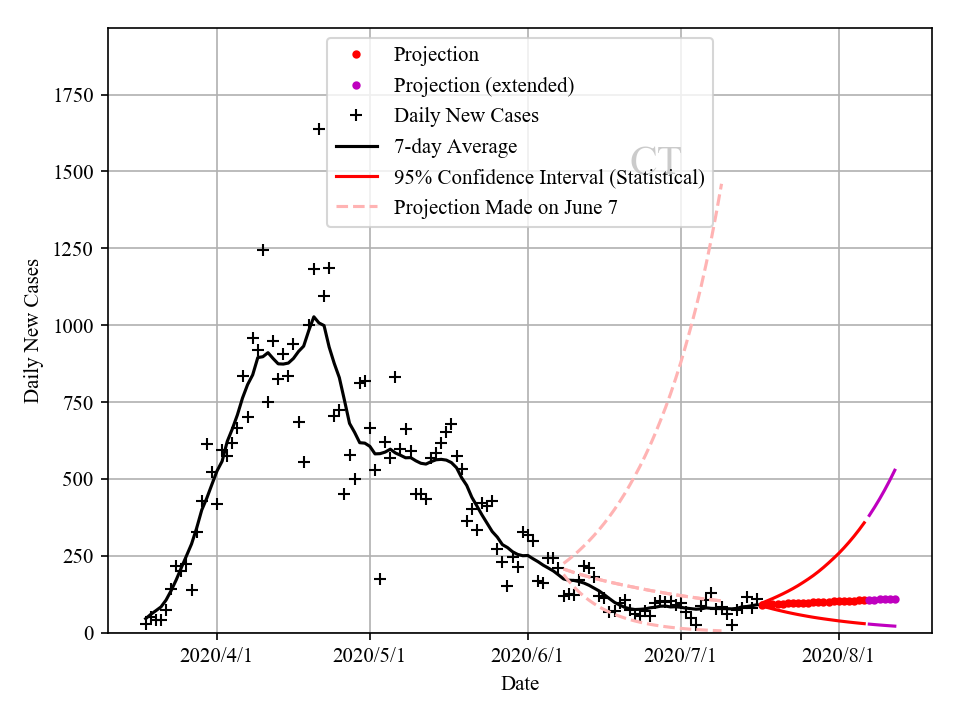 Projection
Projection (extended)
Daily New Cases
7-day Average
95% Confidence Interval (Statistical)
Projection Made on June 7
CT
1750
1500
1250
1000
750
500
250
0
Daily New Cases
2020/4/1
2020/5/1
2020/6/1
2020/7/1
2020/8/1
Date